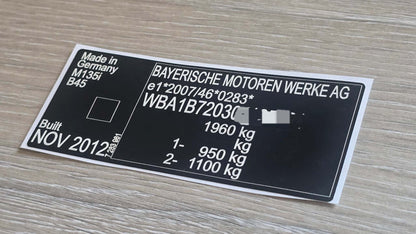 Made in
Germany
M135i
B45
Built
NOV 2012
BAYERISCHE MOTOREN WERKE AG
e1*2007/46*0283*
WBA1B7203
1960 kg
kg
1- 950 kg
2- 1100 kg